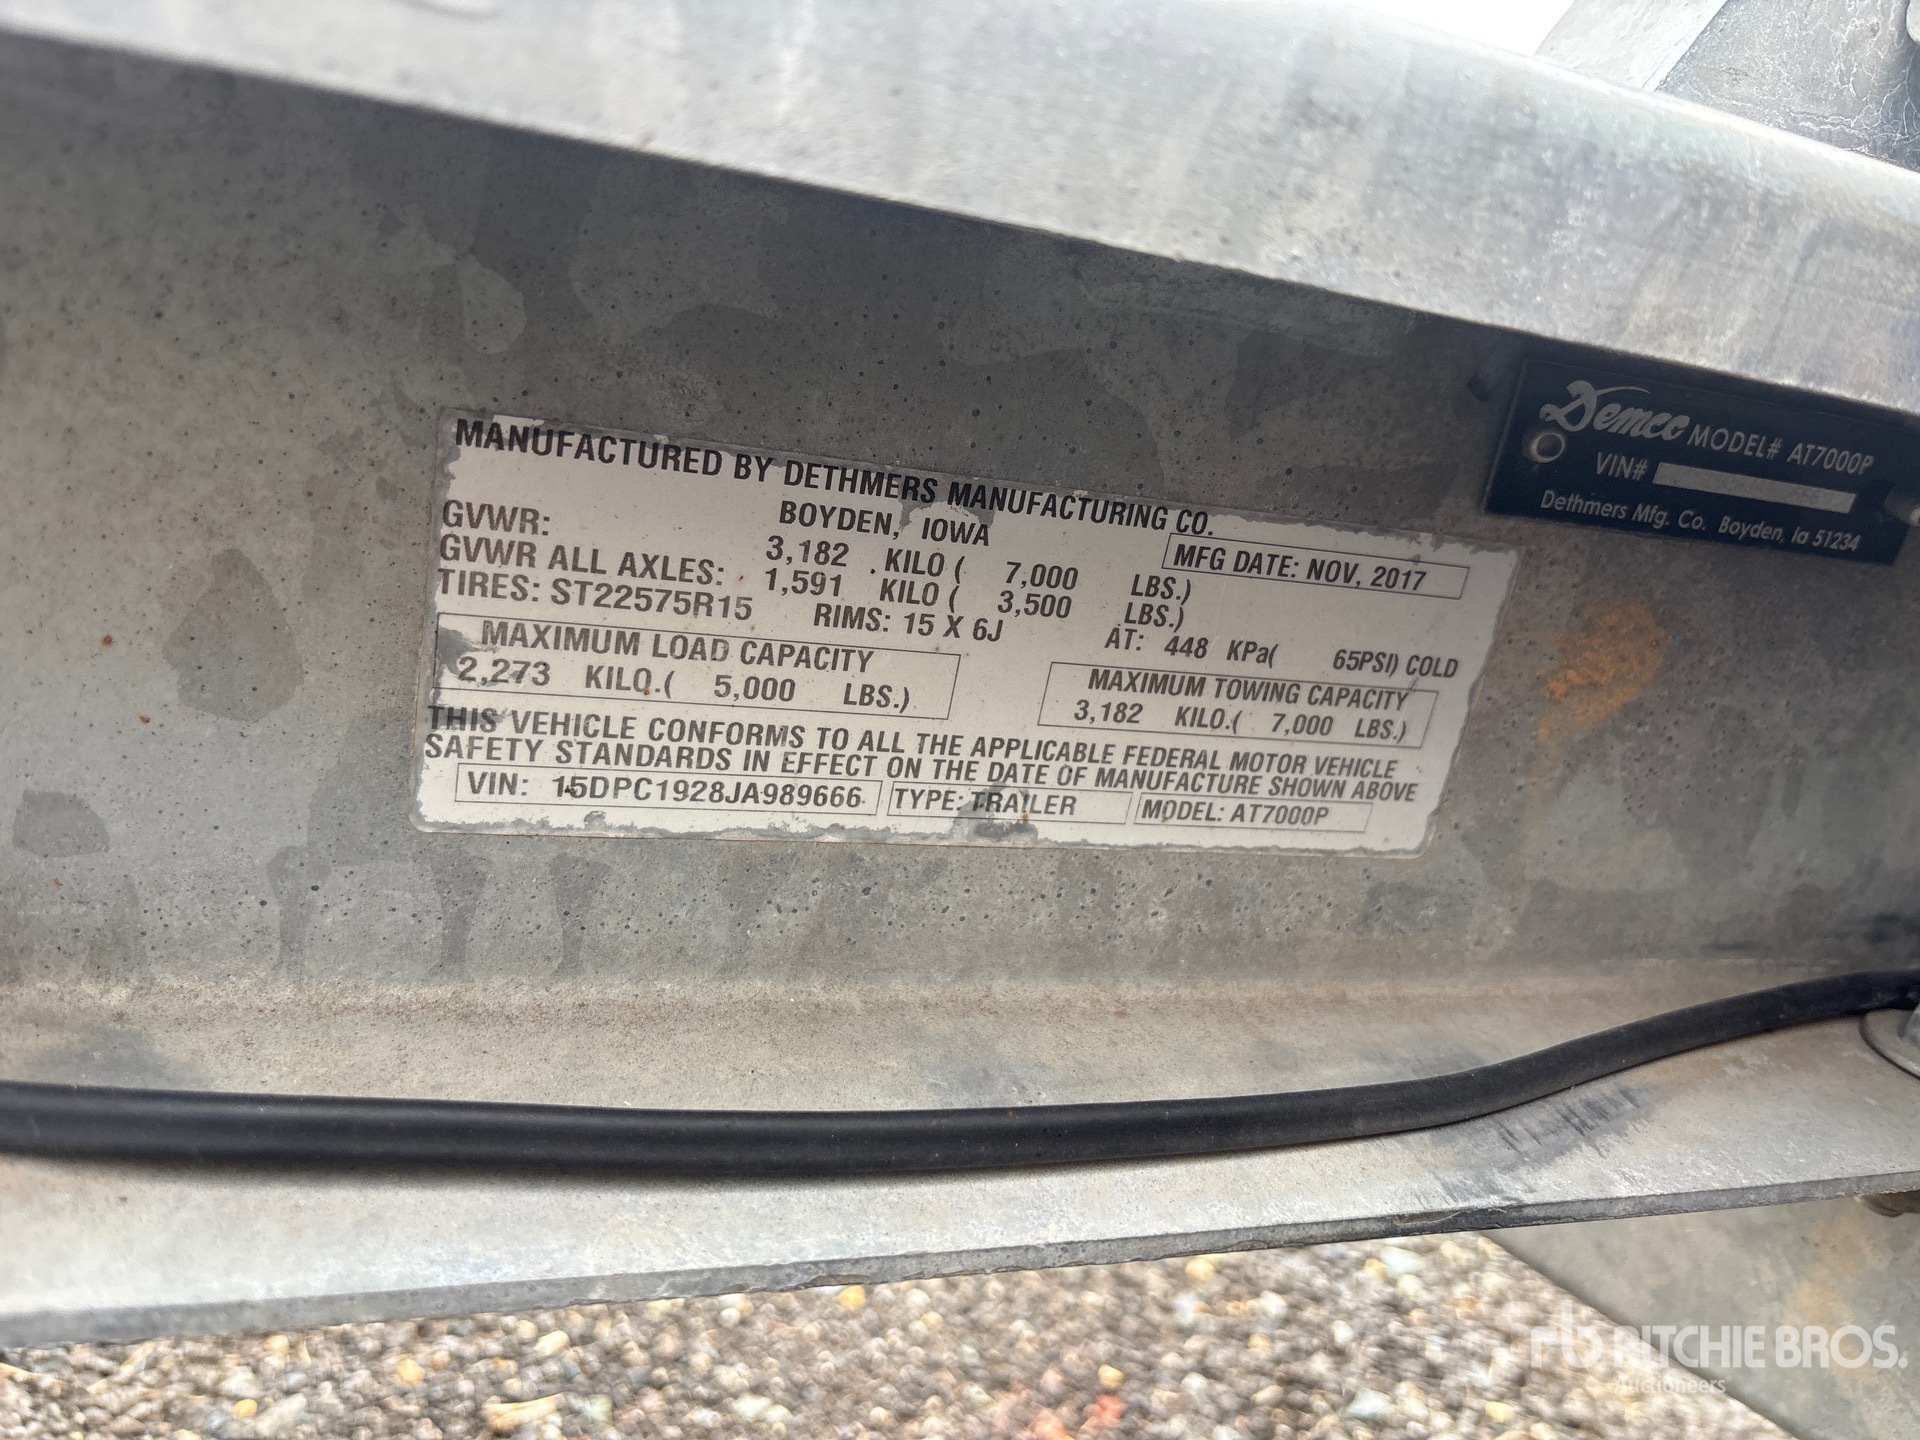 MANUFACTURED BY DETHMERS MANUFACTURING CO.
BOYDEN, IOWA
MFG DATE: NOV, 2017
GVWR: 3,182 KILO ( 7,000 LBS.)
GVWR ALL AXLES: 1,591 KILO ( 3,500 LBS.)
TIRES: ST22575R15 RIMS: 15 X 6J AT: 448 KPa( 65PSI) COLD
MAXIMUM LOAD CAPACITY
2,273 KILO.( 5,000 LBS.)
MAXIMUM TOWING CAPACITY
3,182 KILO.( 7,000 LBS.)
THIS VEHICLE CONFORMS TO ALL THE APPLICABLE FEDERAL MOTOR VEHICLE
SAFETY STANDARDS IN EFFECT ON THE DATE OF MANUFACTURE SHOWN ABOVE
VIN: 15DPC1928JA989666 TYPE: TRAILER MODEL: AT7000P
Demco MODEL# AT7000P
VIN#
Dethmers Mfg. Co. Boyden, Ia 51234
rb RITCHIE BROS.
Auctioneers